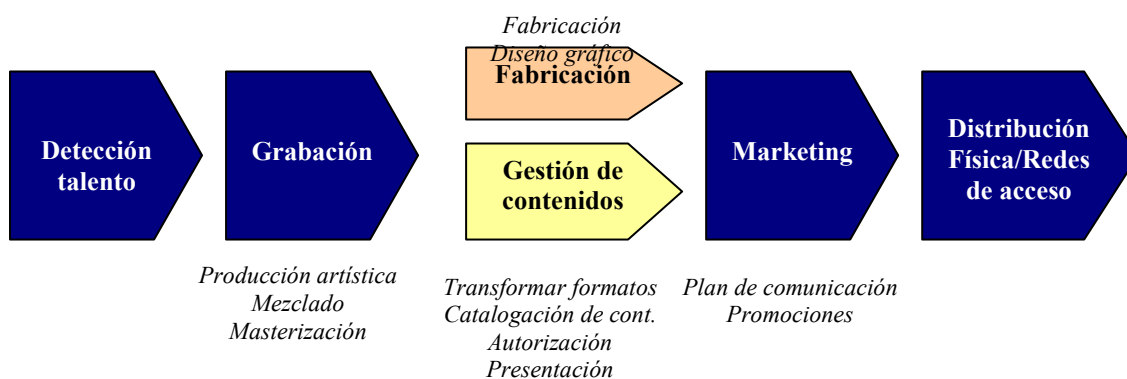 Fabricación
Diseño gráfico
Fabricación
Detección
talento
Grabación
Gestión de
contenidos
Marketing
Distribución
Física/Redes
de acceso
Producción artística
Mezclado
Masterización
Transformar formatos
Catalogación de cont.
Autorización
Presentación
Plan de comunicación
Promociones